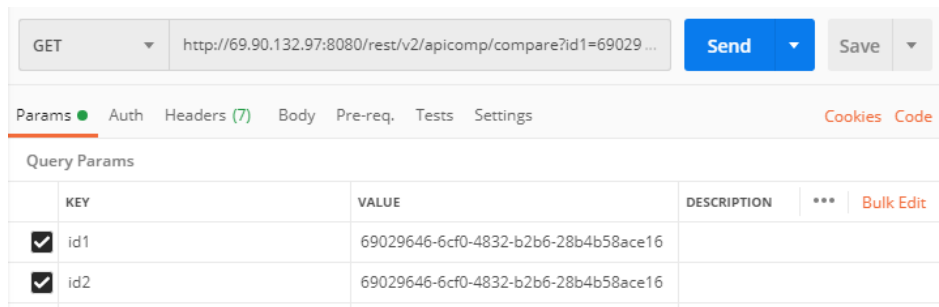 GET http://69.90.132.97:8080/rest/v2/apicomp/compare?id1=69029 ... Send Save
Params Auth Headers (7) Body Pre-req. Tests Settings Cookies Code
Query Params
KEY VALUE DESCRIPTION ••• Bulk Edit
id1 69029646-6cf0-4832-b2b6-28b4b58ace16
id2 69029646-6cf0-4832-b2b6-28b4b58ace16